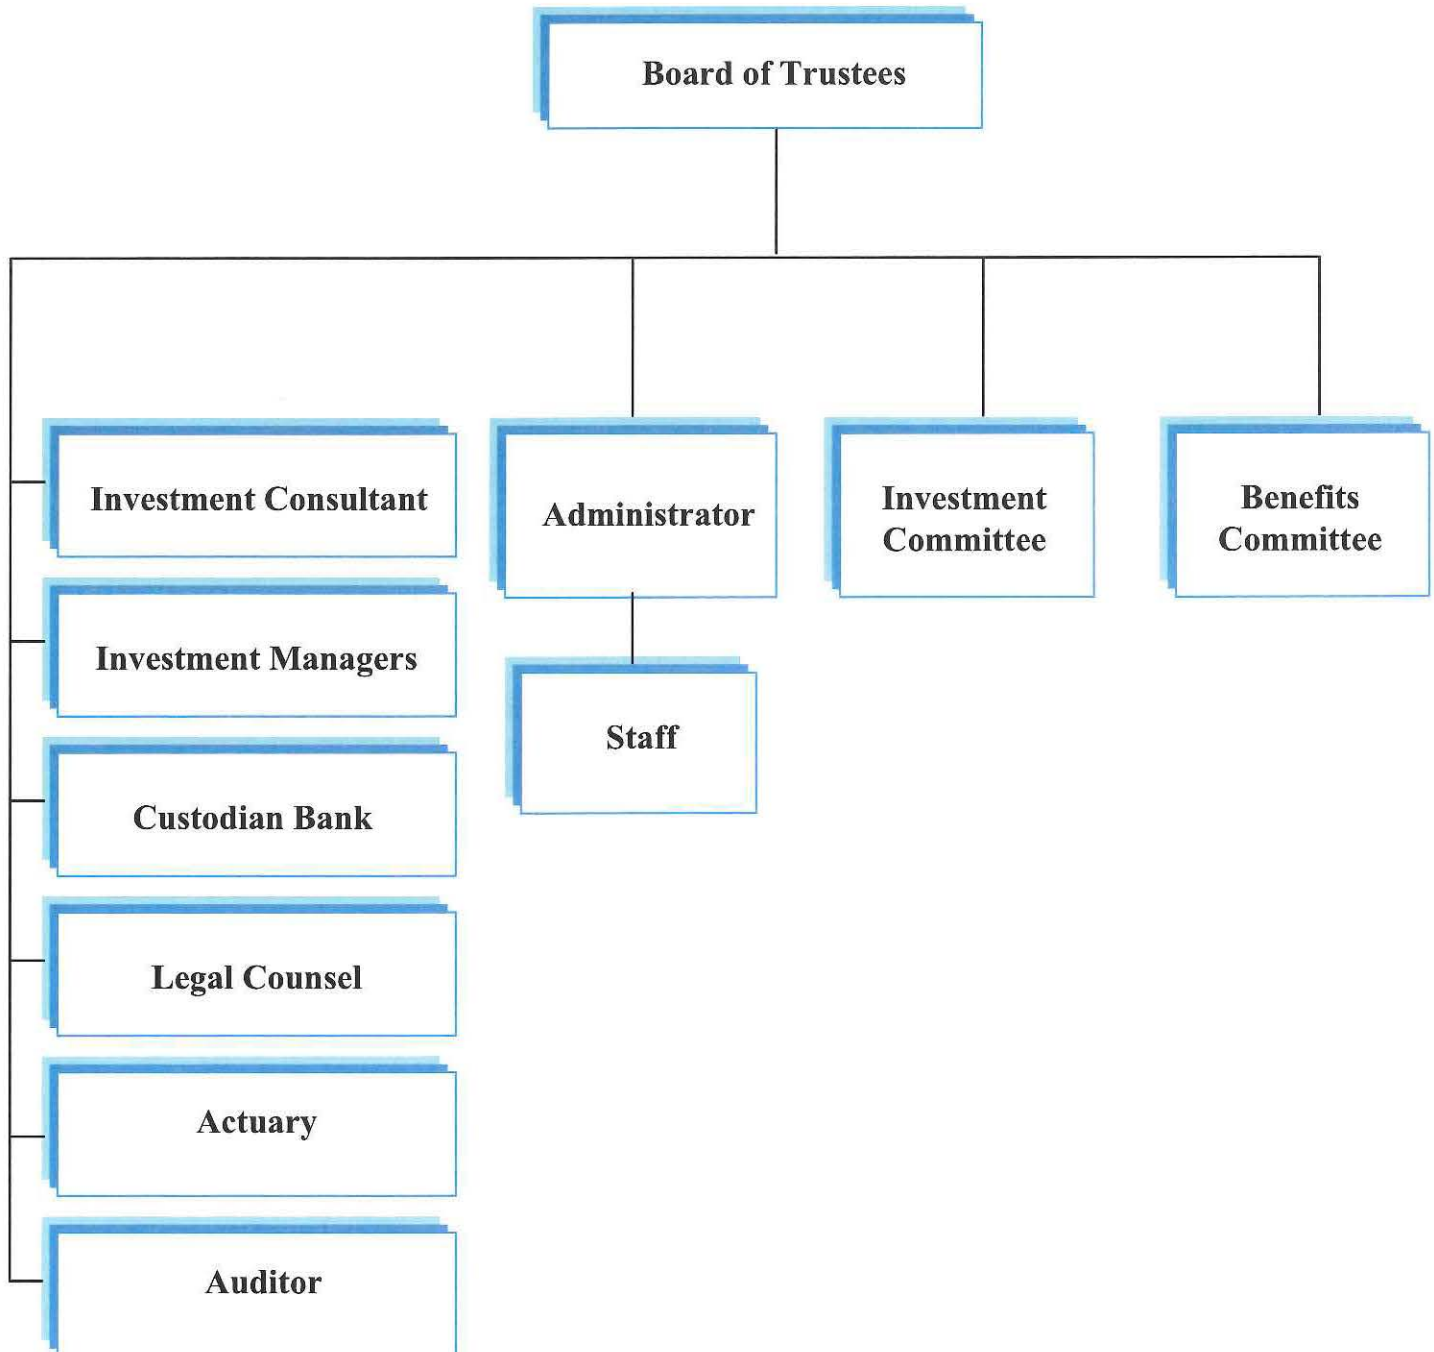 Board of Trustees
Investment Consultant
Administrator
Investment
Committee
Benefits
Committee
Investment Managers
Staff
Custodian Bank
Legal Counsel
Actuary
Auditor